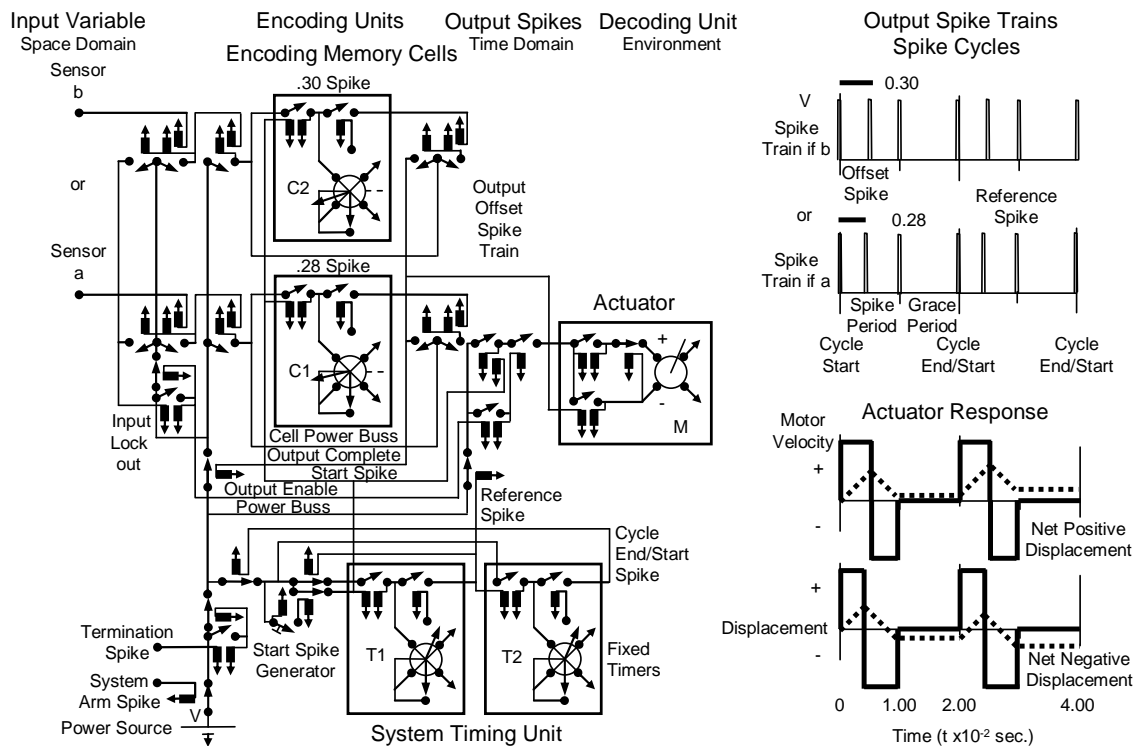 Input Variable
Space Domain
Encoding Units
Encoding Memory Cells
Output Spikes
Time Domain
Decoding Unit
Environment
Output Spike Trains
Spike Cycles
Sensor
b
or
Sensor
a
.30 Spike
C2
.28 Spike
C1
Output
Offset
Spike
Train
Actuator
+
-
M
Input
Lock
out
Cell Power Buss
Output Complete
Start Spike
Output Enable
Power Buss
Reference
Spike
Cycle
End/Start
Spike
Termination
Spike
System
Arm Spike
V
Power Source
Start Spike
Generator
T1
T2
Fixed
Timers
System Timing Unit
0.30
V
Spike
Train if b
Offset
Spike
Reference
Spike
or
0.28
Spike
Train if a
Spike
Period
Grace
Period
Cycle
Start
Cycle
End/Start
Cycle
End/Start
Actuator Response
Motor
Velocity
+
-
Net Positive
Displacement
+
Displacement
-
Net Negative
Displacement
0.00 1.00 2.00 3.00 4.00
Time (t x10-2 sec.)